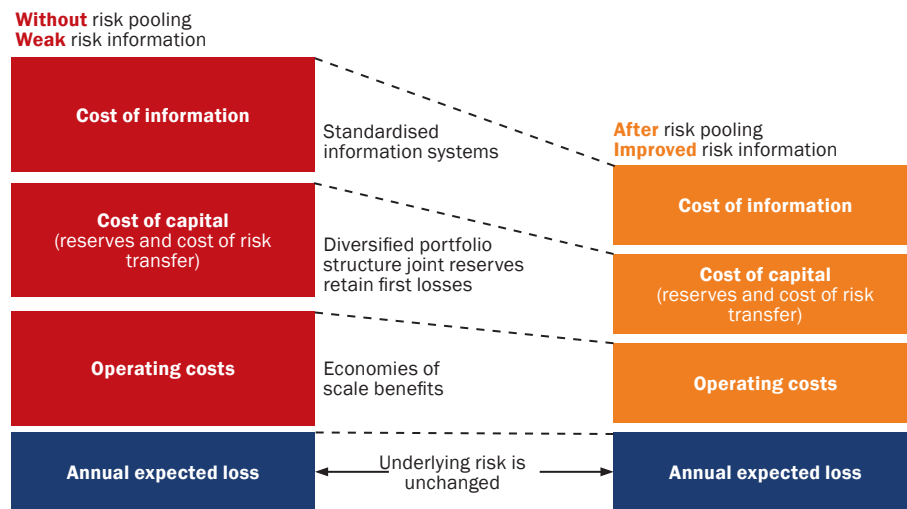 Without risk pooling
Weak risk information
Cost of information
Cost of capital
(reserves and cost of risk
transfer)
Operating costs
Annual expected loss
Standardised
information systems
Diversified portfolio
structure joint reserves
retain first losses
Economies of
scale benefits
Underlying risk is
unchanged
After risk pooling
Improved risk information
Cost of information
Cost of capital
(reserves and cost of risk
transfer)
Operating costs
Annual expected loss